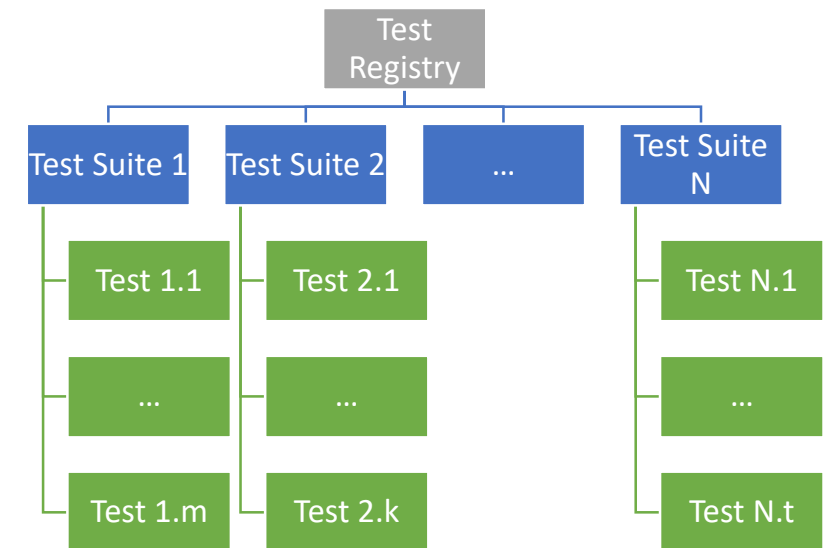 Test
Registry
Test Suite 1
Test Suite 2
...
Test Suite
N
Test 1.1
Test 2.1
Test N.1
...
...
...
Test 1.m
Test 2.k
Test N.t